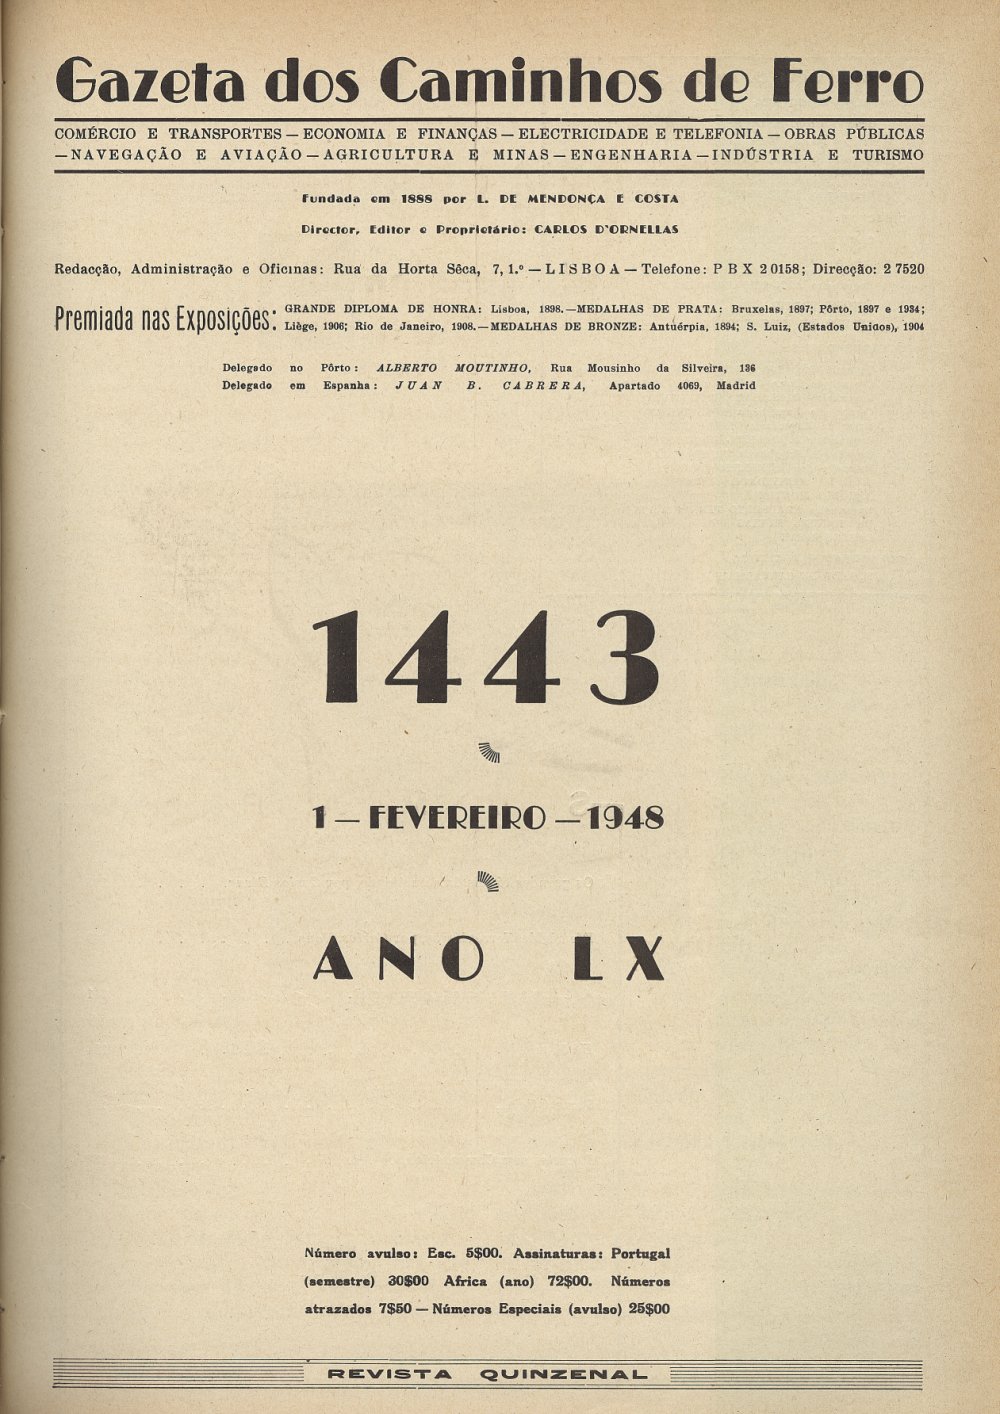 Gazeta dos Caminhos de Ferro
COMÉRCIO E TRANSPORTES — ECONOMIA E FINANÇAS — ELECTRICIDADE E TELEFONIA — OBRAS PÚBLICAS
— NAVEGAÇÃO E AVIAÇÃO — AGRICULTURA E MINAS — ENGENHARIA — INDÚSTRIA E TURISMO
Fundada em 1888 por L. DE MENDONÇA E COSTA
Director, Editor e Proprietário: CARLOS D'ORNELLAS
Redacção, Administração e Oficinas: Rua da Horta Sêca, 7, 1.º — LISBOA — Telefone: PBX 20158; Direcção: 27520
Premiada nas Exposições: GRANDE DIPLOMA DE HONRA: Lisboa, 1898.—MEDALHAS DE PRATA: Bruxelas, 1897; Pôrto, 1897 e 1934;
Liège, 1906; Rio de Janeiro, 1908.—MEDALHAS DE BRONZE: Antuérpia, 1894; S. Luiz, (Estados Unidos), 1904
Delegado no Pôrto: ALBERTO MOUTINHO, Rua Mousinho da Silveira, 136
Delegado em Espanha: JUAN B. CABRERA, Apartado 4069, Madrid
1443
1 — FEVEREIRO — 1948
ANO LX
Número avulso: Esc. 5$00. Assinaturas: Portugal
(semestre) 30$00 Africa (ano) 72$00. Números
atrazados 7$50 — Números Especiais (avulso) 25$00
REVISTA QUINZENAL